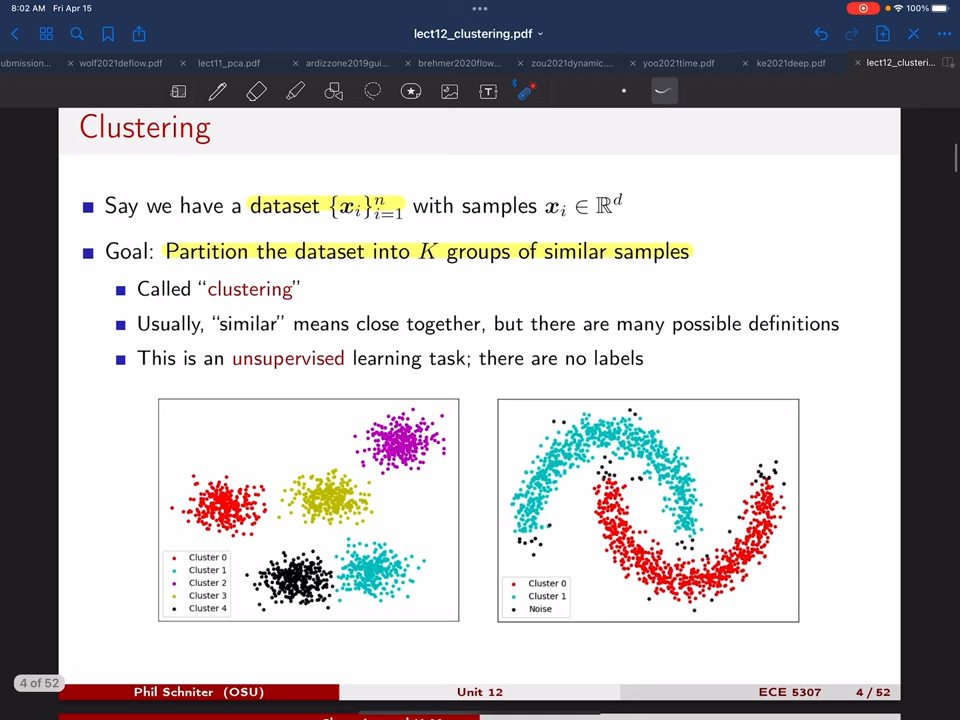 8:02 AM Fri Apr 15
100%
lect12_clustering.pdf
ubmission...
wolf2021deflow.pdf
lect11_pca.pdf
ardizzone2019gui...
brehmer2020flow...
zou2021dynamic....
yoo2021time.pdf
ke2021deep.pdf
lect12_clusteri...
Clustering
Say we have a dataset {x_i}_{i=1}^n with samples x_i ∈ ℝ^d
Goal: Partition the dataset into K groups of similar samples
Called “clustering”
Usually, “similar” means close together, but there are many possible definitions
This is an unsupervised learning task; there are no labels
Cluster 0
Cluster 1
Cluster 2
Cluster 3
Cluster 4
Cluster 0
Cluster 1
Noise
4 of 52
Phil Schniter (OSU)
Unit 12
ECE 5307
4 / 52